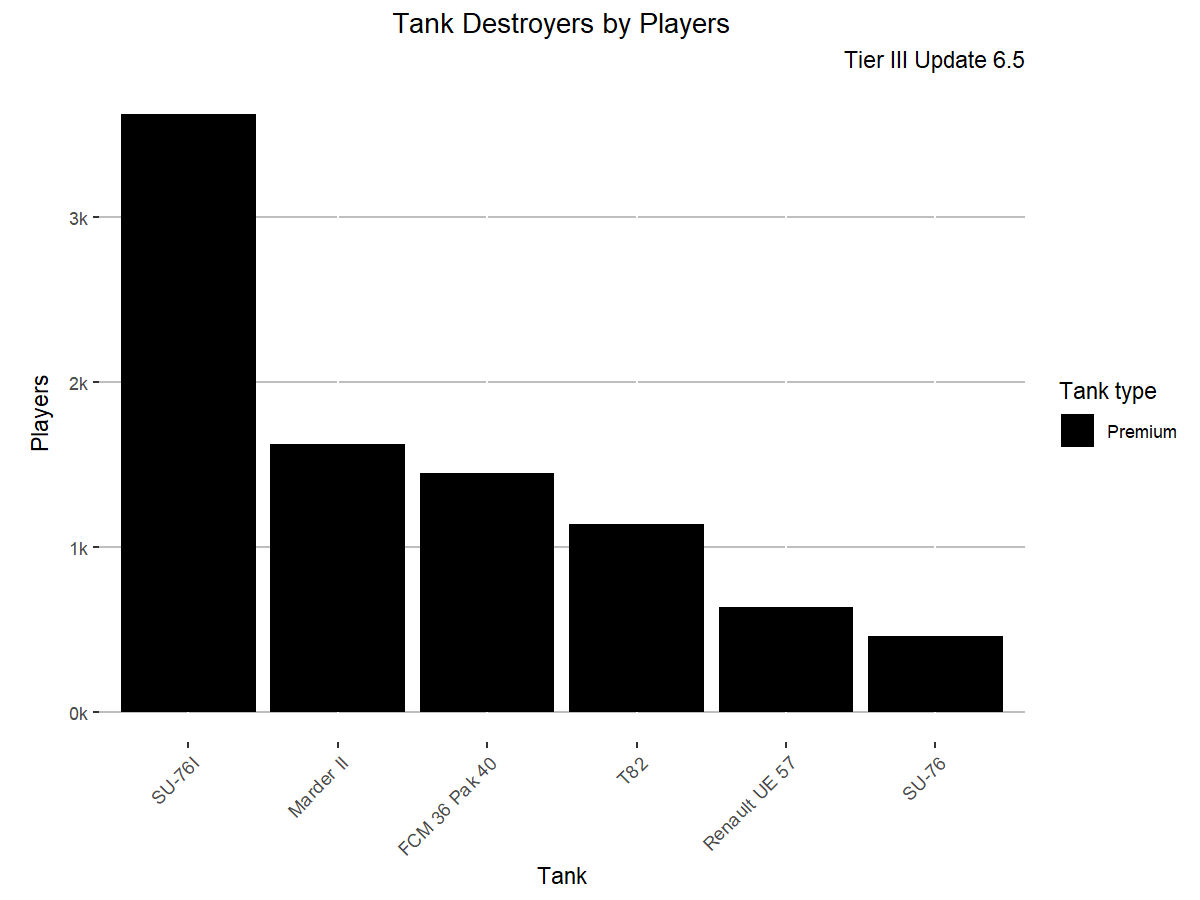 Tank Destroyers by Players
Tier III Update 6.5
Players
3k
2k
1k
0k
SU-76I
Marder II
FCM 36 Pak 40
T82
Renault UE 57
SU-76
Tank
Tank type
Premium